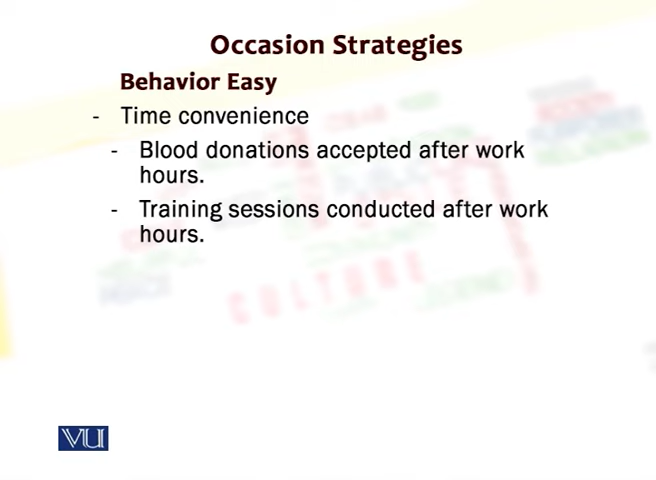 Occasion Strategies
Behavior Easy
- Time convenience
- Blood donations accepted after work
hours.
- Training sessions conducted after work
hours.
CULTURE
VU